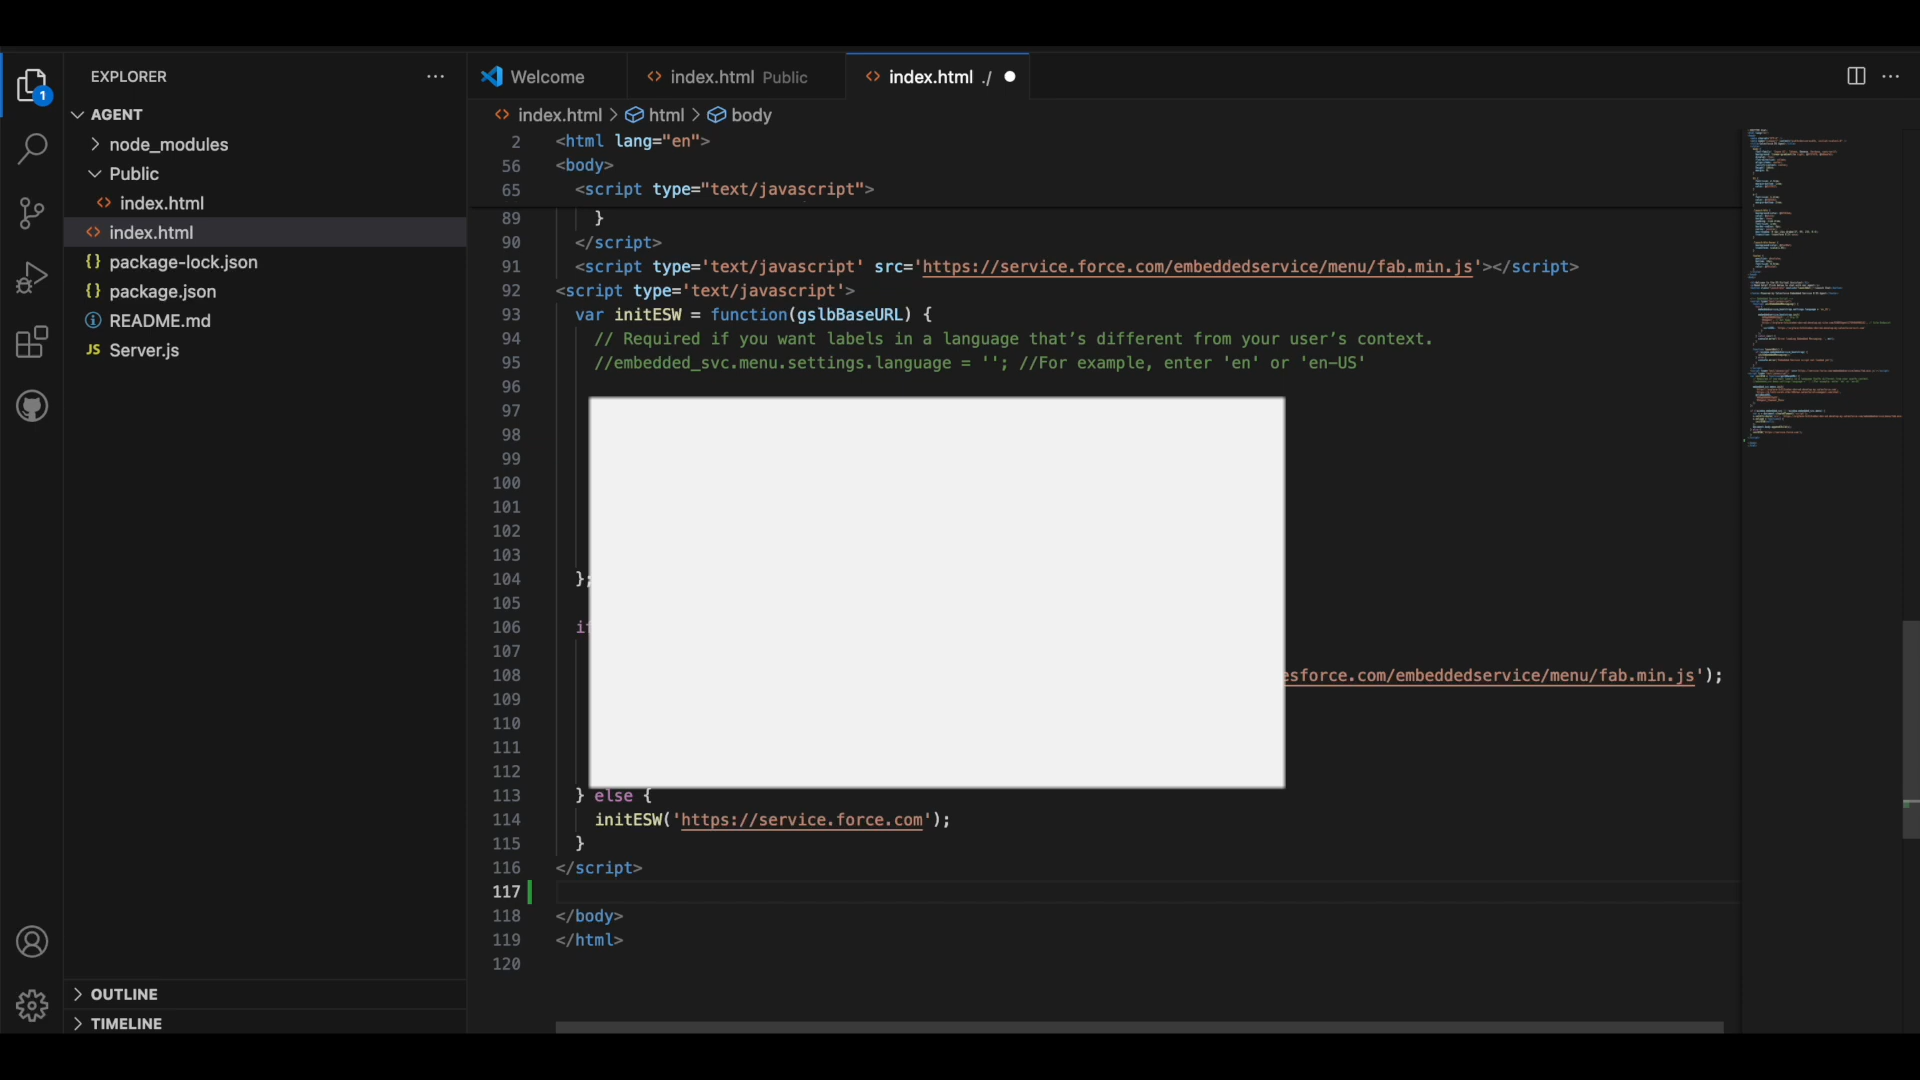 EXPLORER
1
AGENT
node_modules
Public
index.html
index.html
package-lock.json
package.json
README.md
JS Server.js
OUTLINE
TIMELINE
Welcome
index.html Public
index.html ./
index.html > html > body
2 <html lang="en">
56 <body>
65 <script type="text/javascript">
89 }
90 </script>
91 <script type='text/javascript' src='https://service.force.com/embeddedservice/menu/fab.min.js'></script>
92 <script type='text/javascript'>
93 var initESW = function(gslbBaseURL) {
94 // Required if you want labels in a language that’s different from your user’s context.
95 //embedded_svc.menu.settings.language = ''; //For example, enter 'en' or 'en-US'
96
97
98
99
100
101
102
103
104 };
105
106 if
107
108 esforce.com/embeddedservice/menu/fab.min.js');
109
110
111
112
113 } else {
114 initESW('https://service.force.com');
115 }
116 </script>
117
118 </body>
119 </html>
120